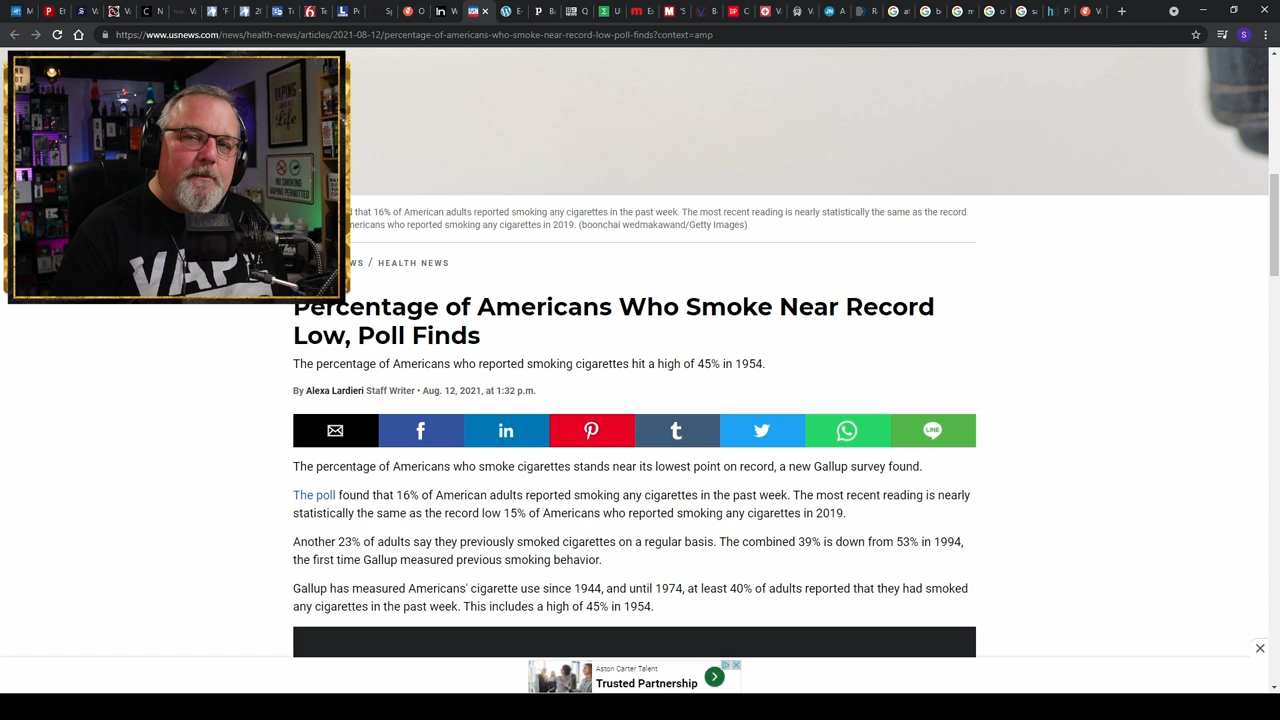 https://www.usnews.com/news/health-news/articles/2021-08-12/percentage-of-americans-who-smoke-near-record-low-poll-finds?context=amp
VAPING
Life
NO SMOKING
VAPING PERMITTED
VAP
that 16% of American adults reported smoking any cigarettes in the past week. The most recent reading is nearly statistically the same as the record
mericans who reported smoking any cigarettes in 2019. (boonchai wedmakawand/Getty Images)
WS / HEALTH NEWS
Percentage of Americans Who Smoke Near Record
Low, Poll Finds
The percentage of Americans who reported smoking cigarettes hit a high of 45% in 1954.
By Alexa Lardieri Staff Writer • Aug. 12, 2021, at 1:32 p.m.
The percentage of Americans who smoke cigarettes stands near its lowest point on record, a new Gallup survey found.
The poll found that 16% of American adults reported smoking any cigarettes in the past week. The most recent reading is nearly
statistically the same as the record low 15% of Americans who reported smoking any cigarettes in 2019.
Another 23% of adults say they previously smoked cigarettes on a regular basis. The combined 39% is down from 53% in 1994,
the first time Gallup measured previous smoking behavior.
Gallup has measured Americans' cigarette use since 1944, and until 1974, at least 40% of adults reported that they had smoked
any cigarettes in the past week. This includes a high of 45% in 1954.
Aston Carter Talent
Trusted Partnership